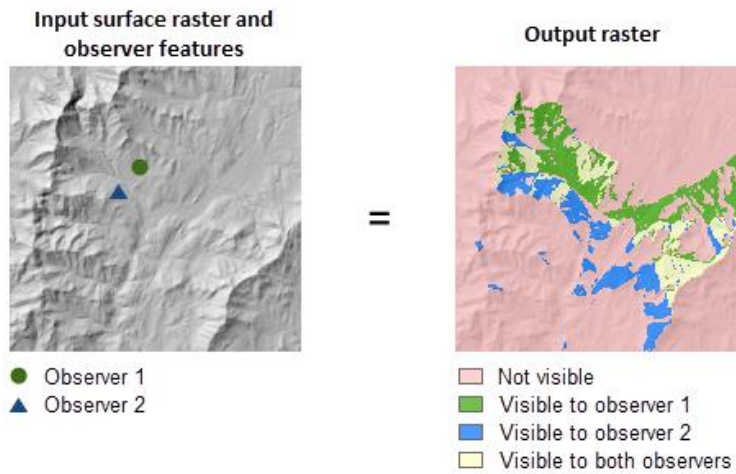 Input surface raster and
observer features
Output raster
=
Observer 1
Observer 2
Not visible
Visible to observer 1
Visible to observer 2
Visible to both observers